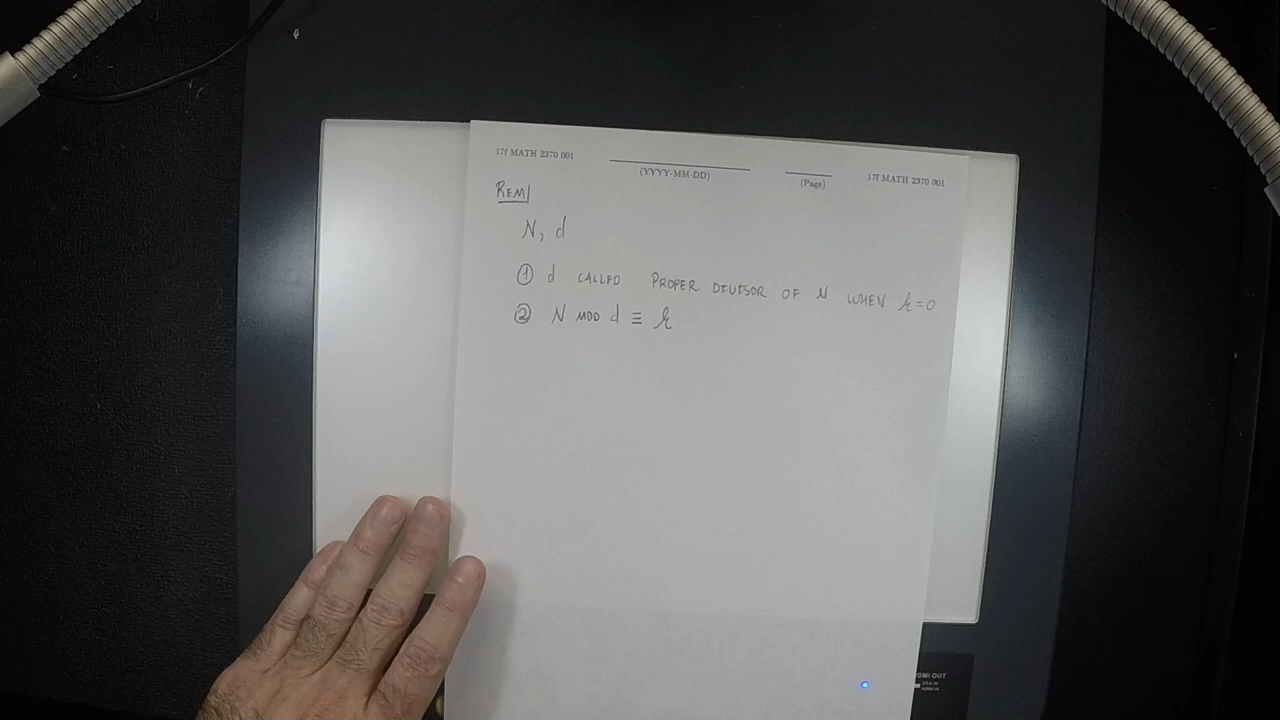 17f MATH 2370 001
(YYYY-MM-DD)
(Page)
17f MATH 2370 001
REM
N, d
① d CALLED PROPER DIVISOR OF N WHEN r=0.
② N MOD d ≡ r
OUT